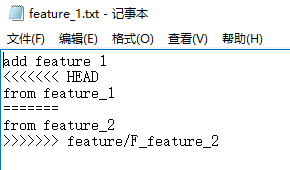 feature_1.txt - 记事本
文件(F) 编辑(E) 格式(O) 查看(V) 帮助(H)
add feature 1
<<<<<<< HEAD
from feature_1
=======
from feature_2
>>>>>>> feature/F_feature_2